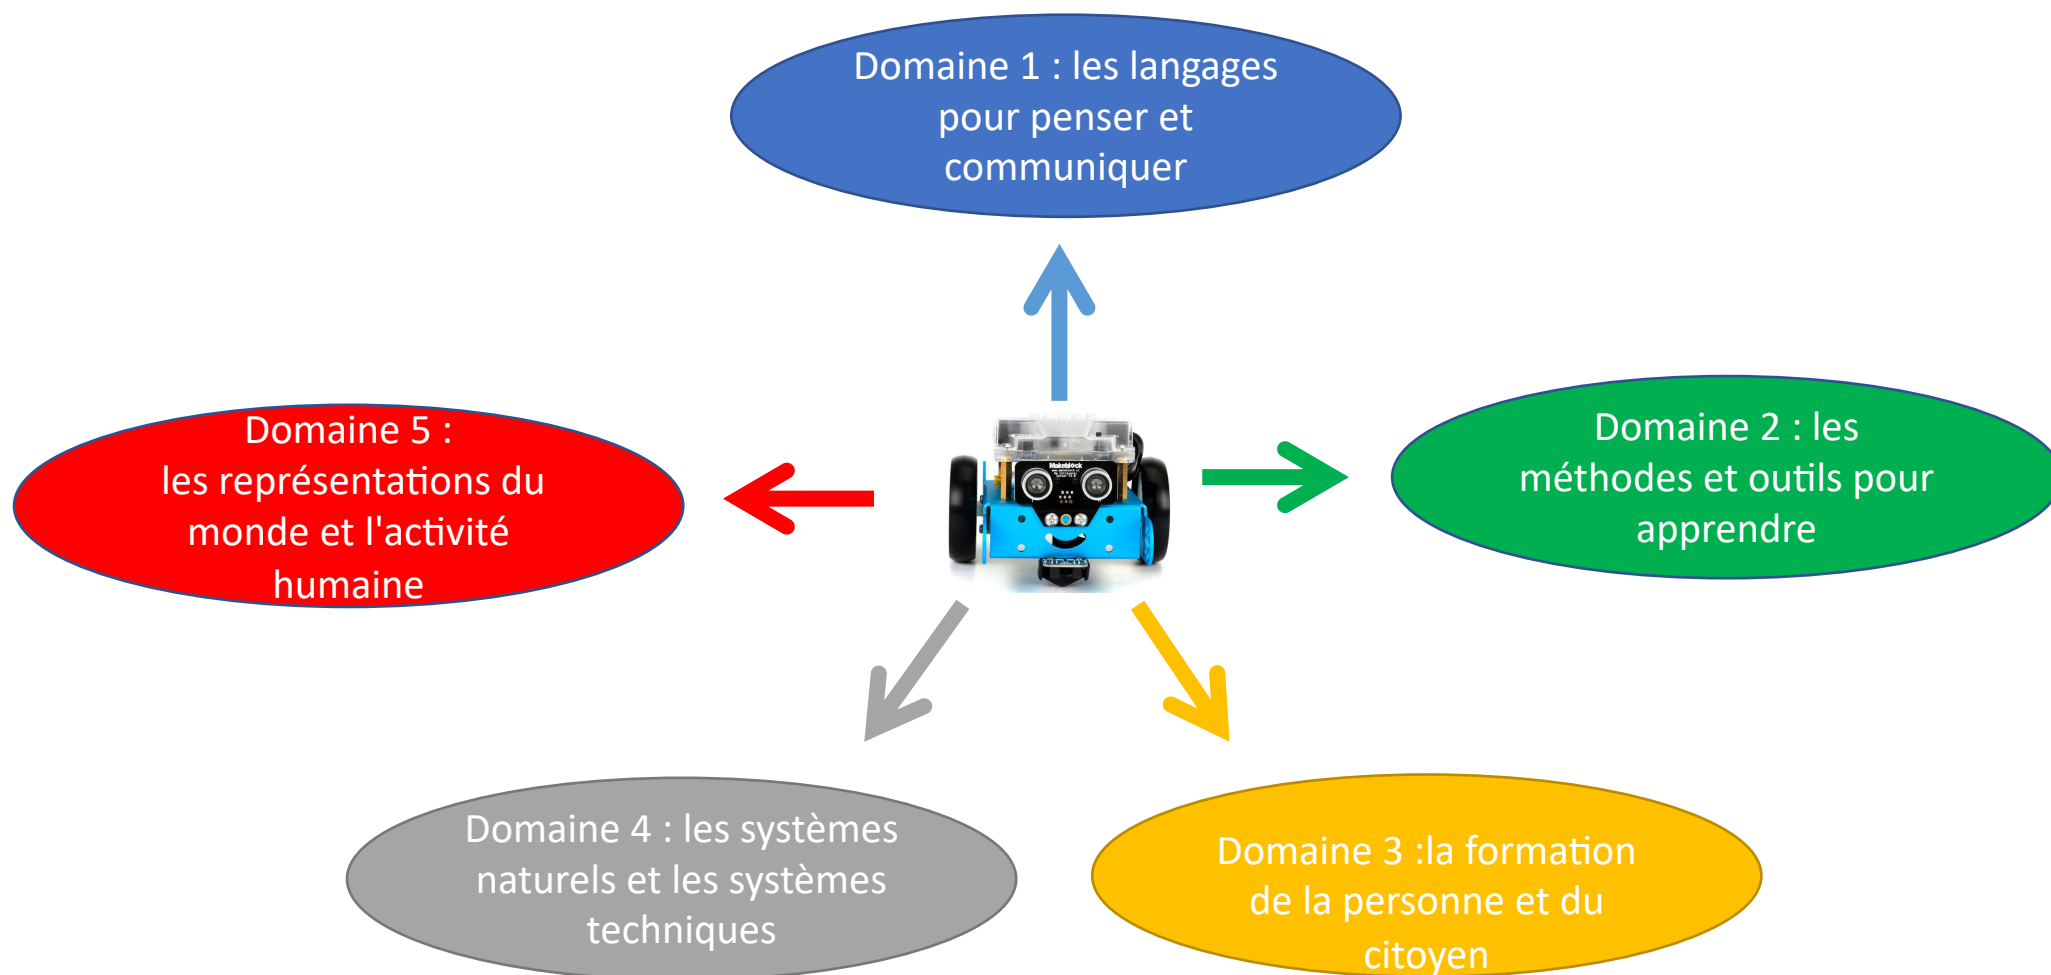 Domaine 1 : les langages
pour penser et
communiquer
Domaine 5 :
les représentations du
monde et l'activité
humaine
Makeblock
Domaine 2 : les
méthodes et outils pour
apprendre
Domaine 4 : les systèmes
naturels et les systèmes
techniques
Domaine 3 :la formation
de la personne et du
citoyen